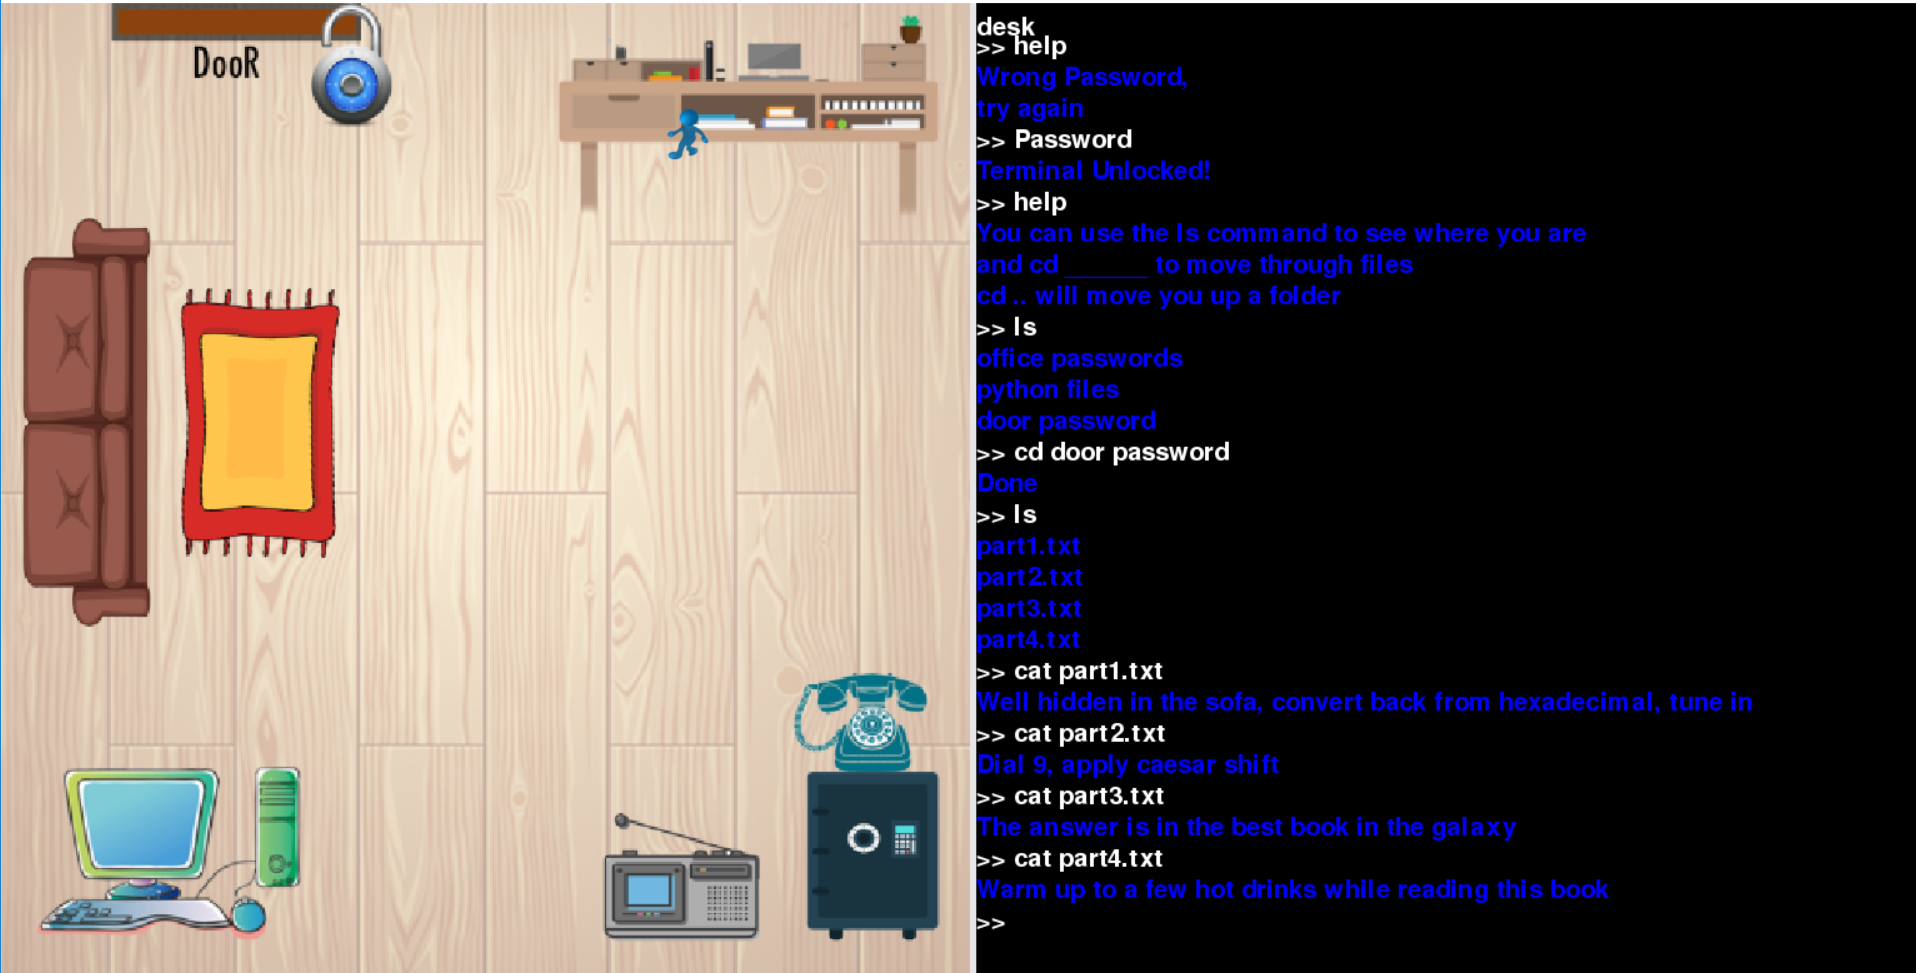 DooR
desk
>> help
Wrong Password,
try again
>> Password
Terminal Unlocked!
>> help
You can use the ls command to see where you are
and cd ______ to move through files
cd .. will move you up a folder
>> ls
office passwords
python files
door password
>> cd door password
Done
>> ls
part1.txt
part2.txt
part3.txt
part4.txt
>> cat part1.txt
Well hidden in the sofa, convert back from hexadecimal, tune in
>> cat part2.txt
Dial 9, apply caesar shift
>> cat part3.txt
The answer is in the best book in the galaxy
>> cat part4.txt
Warm up to a few hot drinks while reading this book
>>